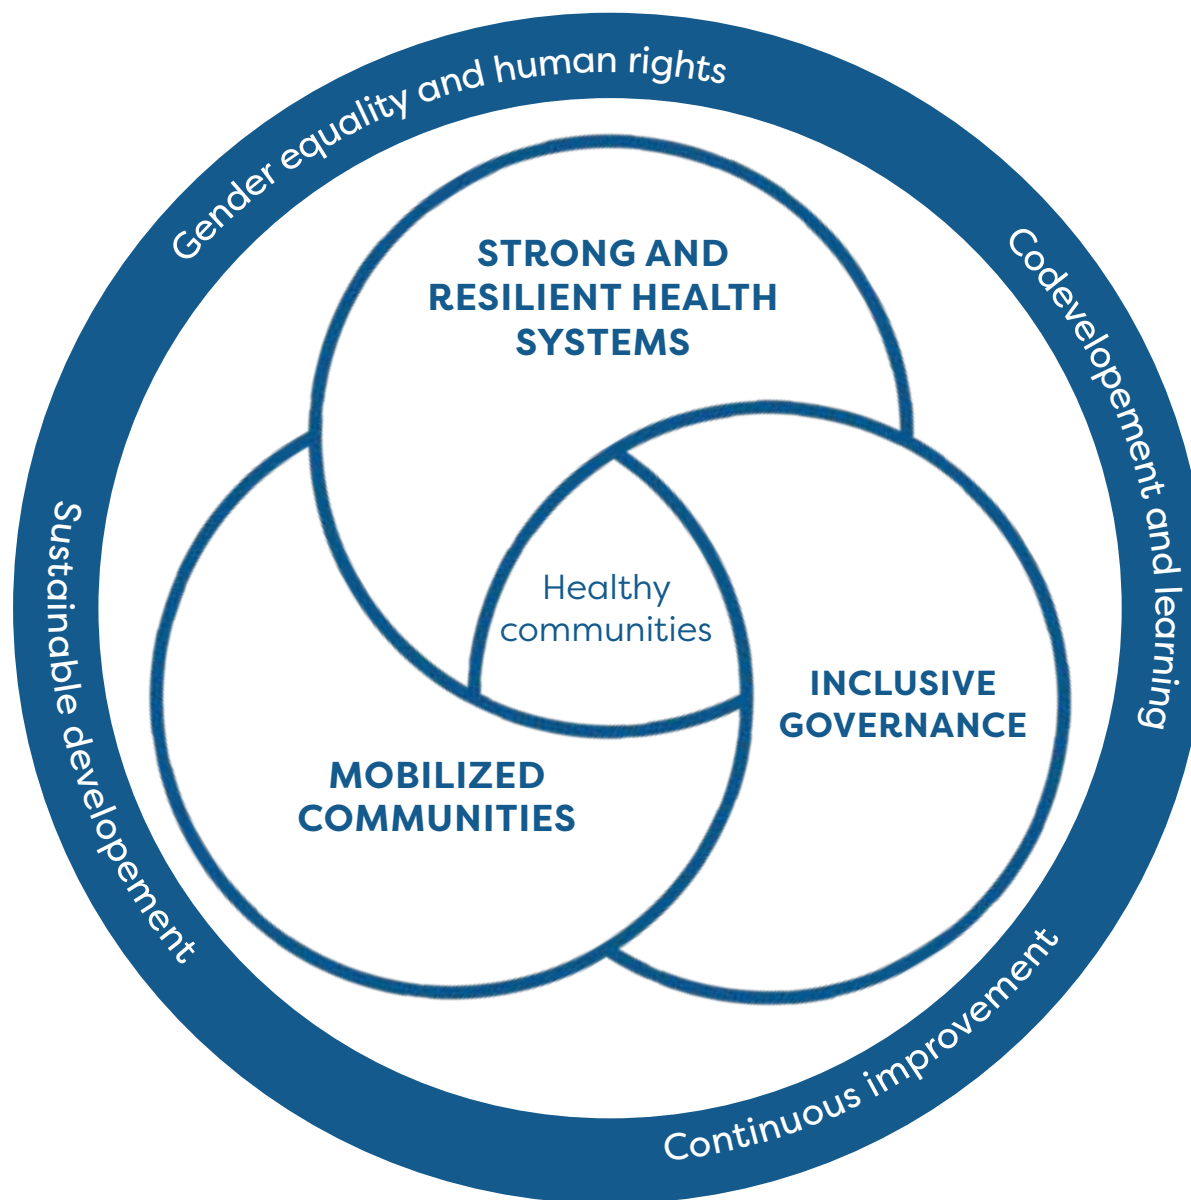 Gender equality and human rights
Codevelopement and learning
STRONG AND
RESILIENT HEALTH
SYSTEMS
Healthy
communities
INCLUSIVE
GOVERNANCE
MOBILIZED
COMMUNITIES
Sustainable developement
Continuous improvement